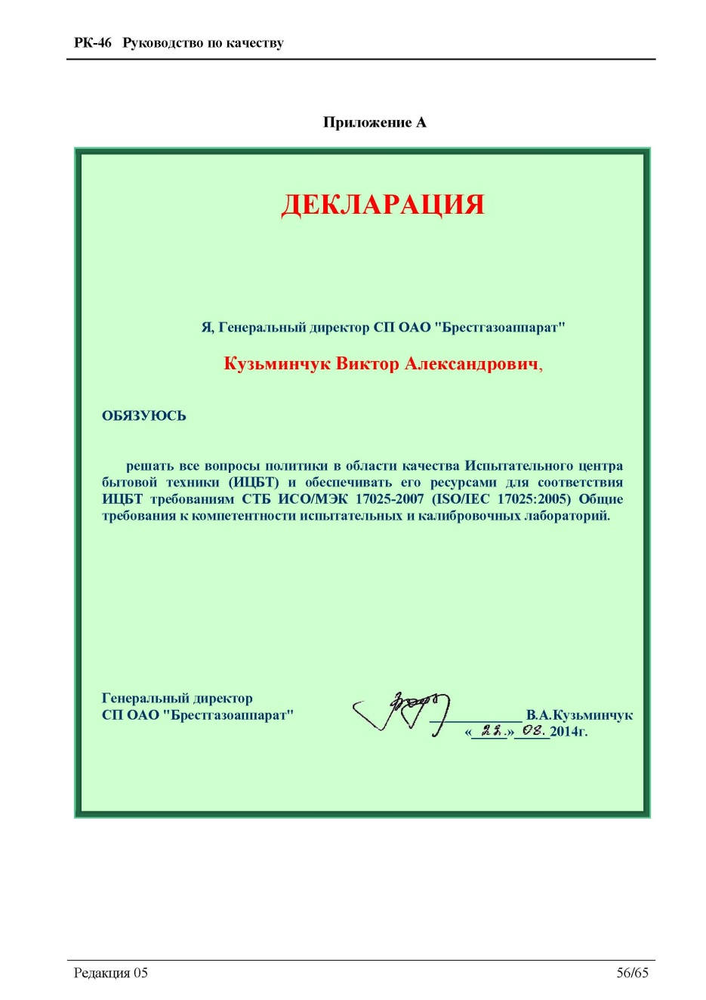 РК-46 Руководство по качеству
Приложение А
ДЕКЛАРАЦИЯ
Я, Генеральный директор СП ОАО "Брестгазоаппарат"
Кузьминчук Виктор Александрович,
ОБЯЗУЮСЬ
решать все вопросы политики в области качества Испытательного центра
бытовой техники (ИЦБТ) и обеспечивать его ресурсами для соответствия
ИЦБТ требованиям СТБ ИСО/МЭК 17025-2007 (ISO/IEC 17025:2005) Общие
требования к компетентности испытательных и калибровочных лабораторий.
Генеральный директор
СП ОАО "Брестгазоаппарат" В.А.Кузьминчук
«22.» 08. 2014г.
Редакция 05 56/65